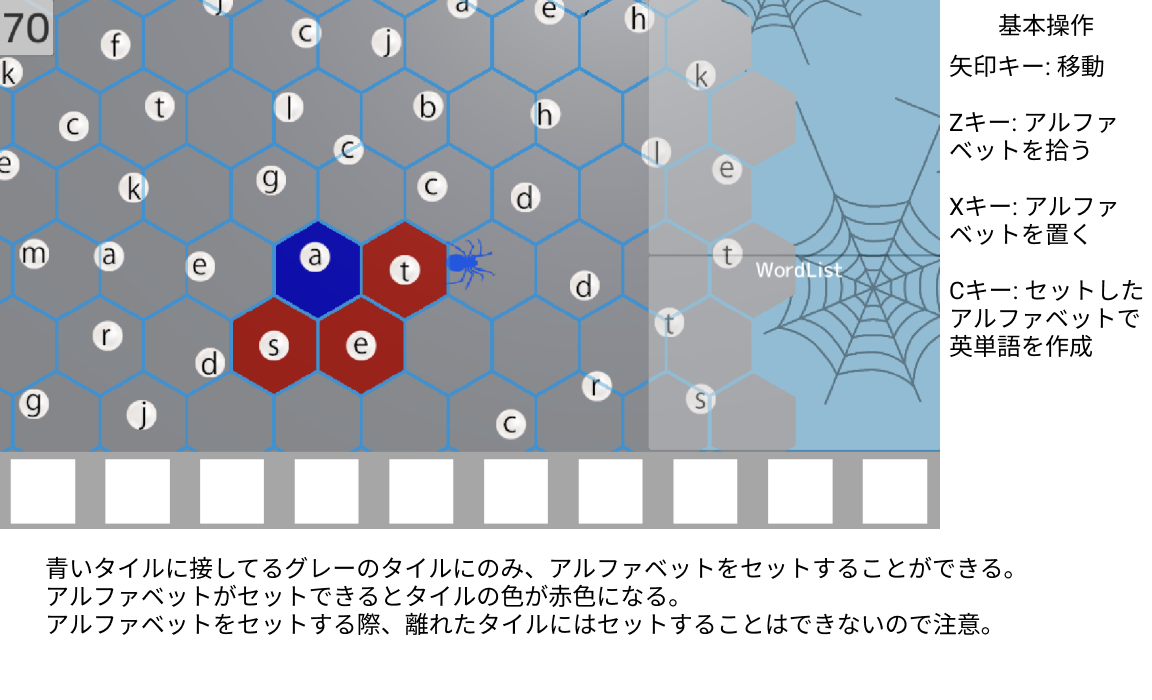 70
j
a
e
h
f
c
j
k
k
c
t
l
b
h
e
k
g
c
c
d
l
e
m
a
e
a
t
d
t
WordList
r
d
s
e
t
g
j
c
r
s
基本操作
矢印キー: 移動
Zキー: アルファ
ベットを拾う
Xキー: アルファ
ベットを置く
Cキー: セットした
アルファベットで
英単語を作成
青いタイルに接してるグレーのタイルにのみ、アルファベットをセットすることができる。
アルファベットがセットできるとタイルの色が赤色になる。
アルファベットをセットする際、離れたタイルにはセットすることはできないので注意。